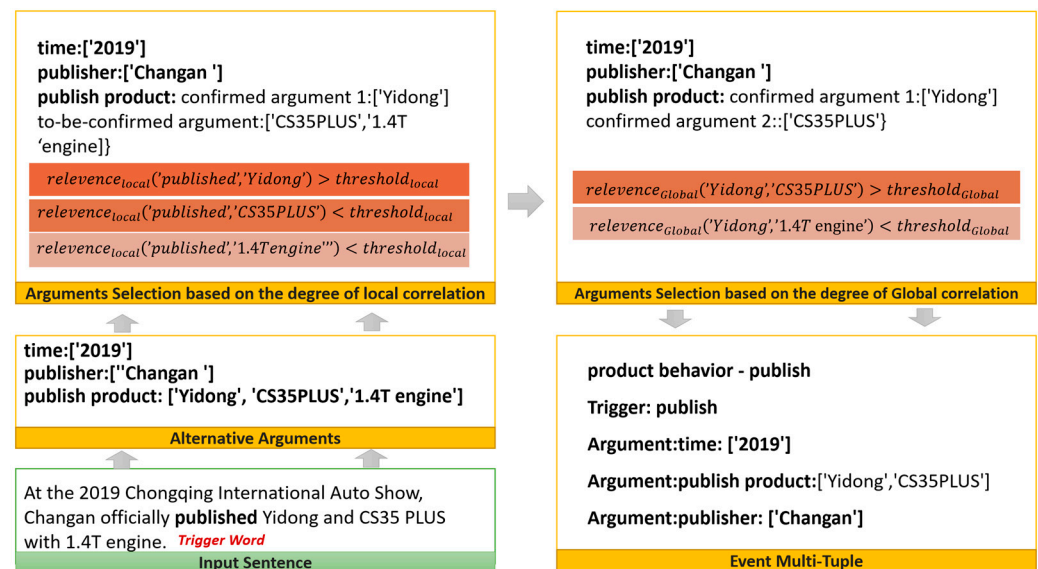 time:['2019']
publisher:['Changan ']
publish product: confirmed argument 1:['Yidong']
to-be-confirmed argument:['CS35PLUS','1.4T
‘engine]}
relevence_local('published','Yidong') > threshold_local
relevence_local('published','CS35PLUS') < threshold_local
relevence_local('published','1.4Tengine''') < threshold_local
Arguments Selection based on the degree of local correlation
time:['2019']
publisher:['Changan ']
publish product: confirmed argument 1:['Yidong']
confirmed argument 2::['CS35PLUS'}
relevence_Global('Yidong','CS35PLUS') > threshold_Global
relevence_Global('Yidong','1.4T engine') < threshold_Global
Arguments Selection based on the degree of Global correlation
time:['2019']
publisher:[''Changan ']
publish product: ['Yidong', 'CS35PLUS','1.4T engine']
Alternative Arguments
At the 2019 Chongqing International Auto Show,
Changan officially published Yidong and CS35 PLUS
with 1.4T engine. Trigger Word
Input Sentence
product behavior - publish
Trigger: publish
Argument:time: ['2019']
Argument:publish product:['Yidong','CS35PLUS']
Argument:publisher: ['Changan']
Event Multi-Tuple